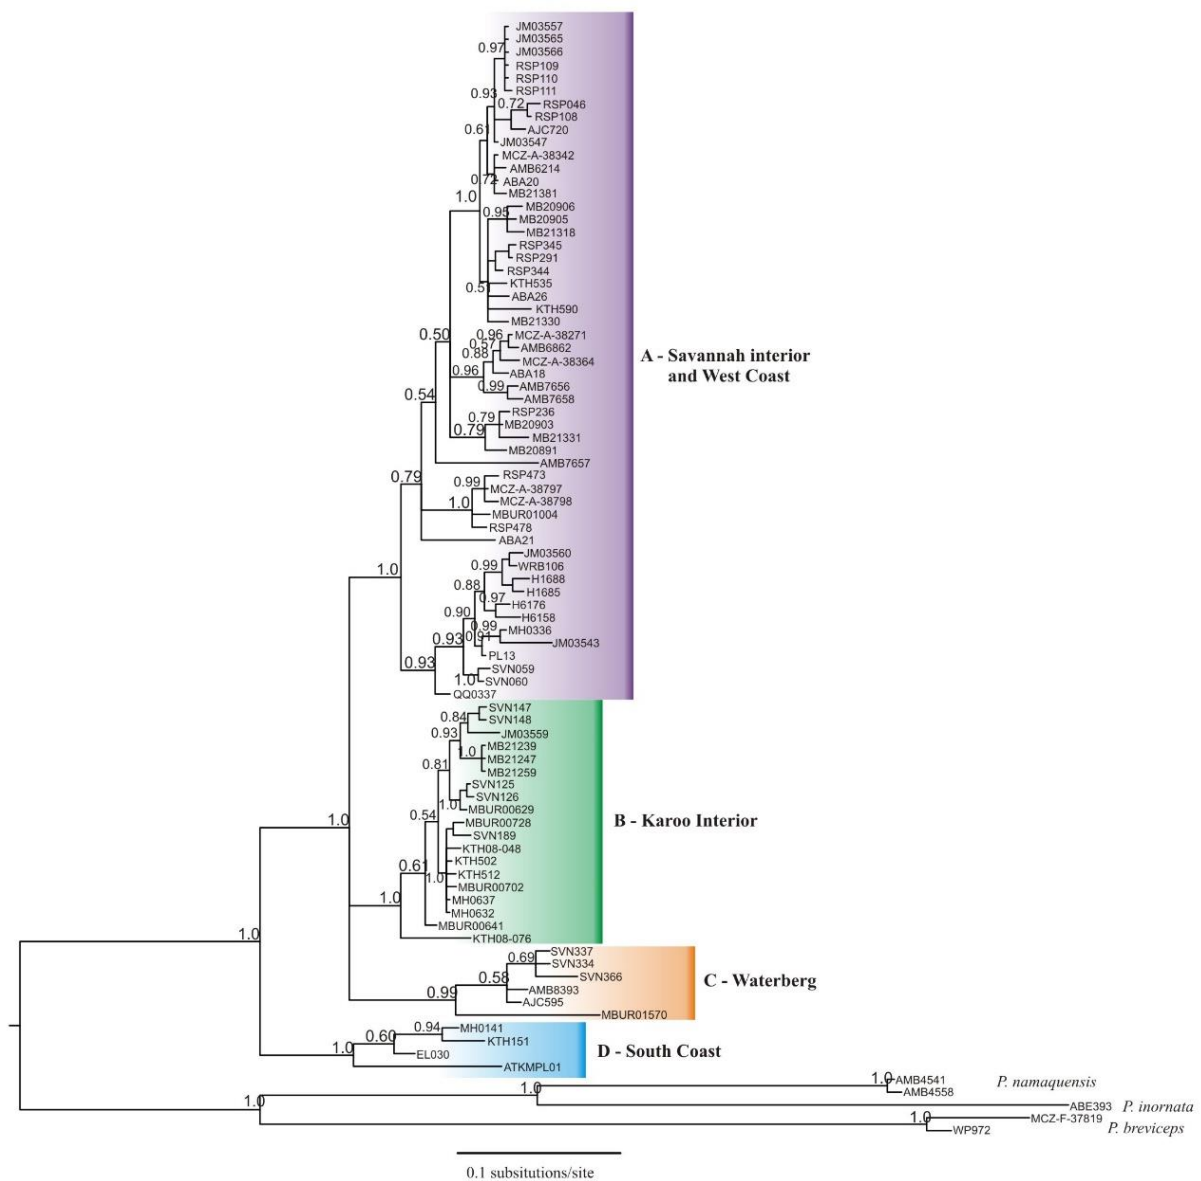 JM03557
JM03565
0.97 JM03566
RSP109
RSP110
RSP111
0.93
0.72 RSP046
RSP108
0.61 AJC720
JM03547
MCZ-A-38342
AMB6214
0.72 ABA20
MB21381
1.0
0.95 MB20906
MB20905
MB21318
RSP345
RSP291
RSP344
KTH535
0.51 ABA26
KTH590
MB21330
0.50 0.96 MCZ-A-38271
0.57 AMB6862
0.88 MCZ-A-38364
A - Savannah interior
and West Coast
0.96 ABA18
0.99 AMB7656
AMB7658
0.54
0.79 RSP236
MB20903
0.79 MB21331
MB20891
AMB7657
0.79 RSP473
0.99 MCZ-A-38797
1.0 MCZ-A-38798
MBUR01004
RSP478
ABA21
JM03560
1.0 0.99 WRB106
0.88 H1688
H1685
0.97 H6176
0.90 H6158
0.99 MH0336
0.93 0.91 JM03543
PL13
0.93 SVN059
1.0 SVN060
QQ0337
SVN147
0.84 SVN148
0.93 JM03559
MB21239
1.0 MB21247
0.81 MB21259
SVN125
SVN126
1.0 MBUR00629
0.54 MBUR00728
1.0 SVN189
B - Karoo Interior
KTH08-048
0.61 KTH502
1.0 KTH512
MBUR00702
1.0 MH0637
MH0632
MBUR00641
1.0 KTH08-076
SVN337
0.69 SVN334
0.58 SVN366
C - Waterberg
0.99 AMB8393
AJC595
MBUR01570
0.94 MH0141
0.60 KTH151
1.0 EL030
D - South Coast
ATKMPL01
1.0 AMB4541 P. namaquensis
1.0 AMB4558
1.0 ABE393 P. inornata
1.0 MCZ-F-37819
WP972 P. breviceps
0.1 subsitutions/site